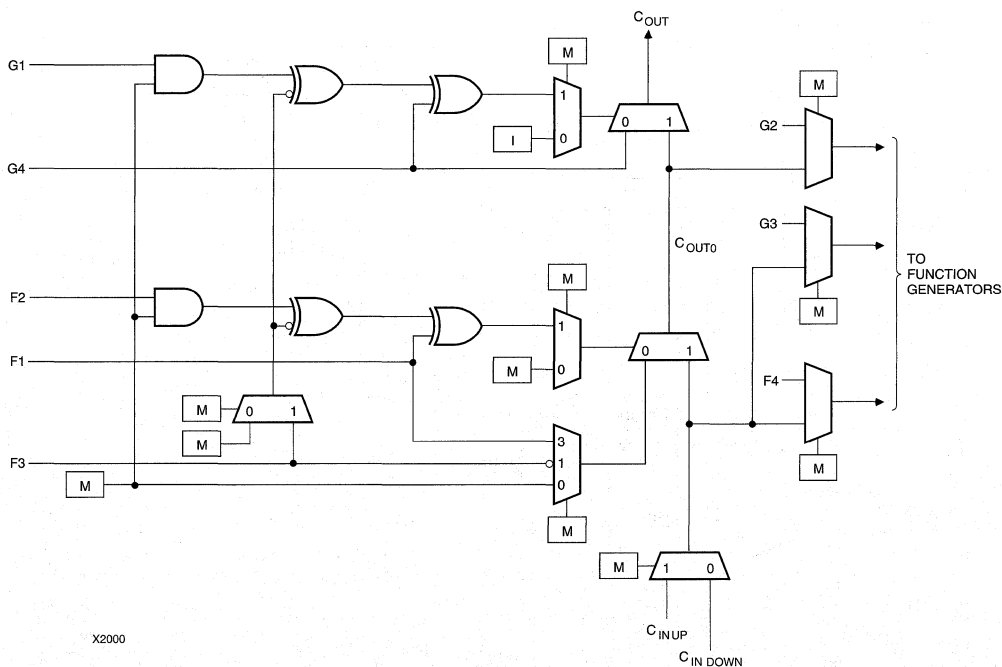 C OUT
M
G1
M
1
0 1
G2
I
0
G4
G3
C OUT0
TO
FUNCTION
GENERATORS
M
F2
M
1
0 1
F1
M
0
F4
M
0 1
M
3
F3
1
M
0
M
M
M
1 0
C IN UP
X2000
C IN DOWN